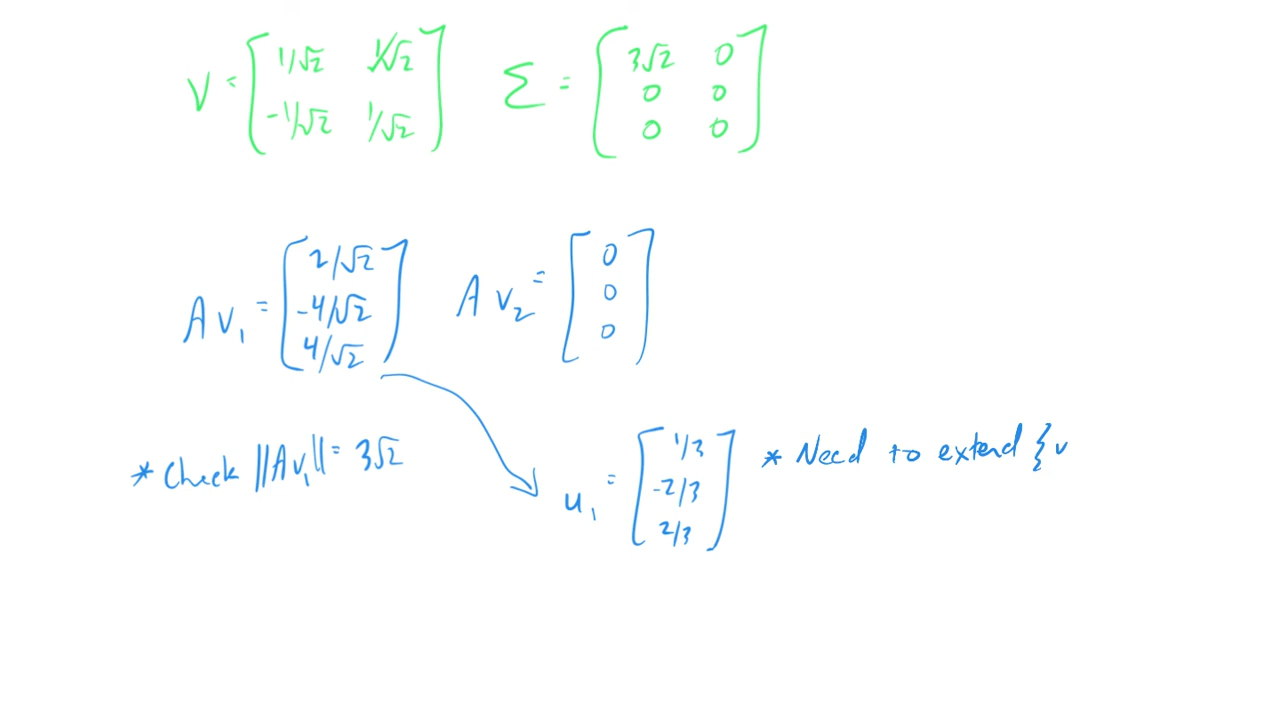 V = [ 1/√2 1/√2 ; -1/√2 1/√2 ] Σ = [ 3√2 0 ; 0 0 ; 0 0 ]
Av₁ = [ 2/√2 ; -4/√2 ; 4/√2 ] Av₂ = [ 0 ; 0 ; 0 ]
* Check ||Av₁|| = 3√2
u₁ = [ 1/3 ; -2/3 ; 2/3 ] * Need to extend {v